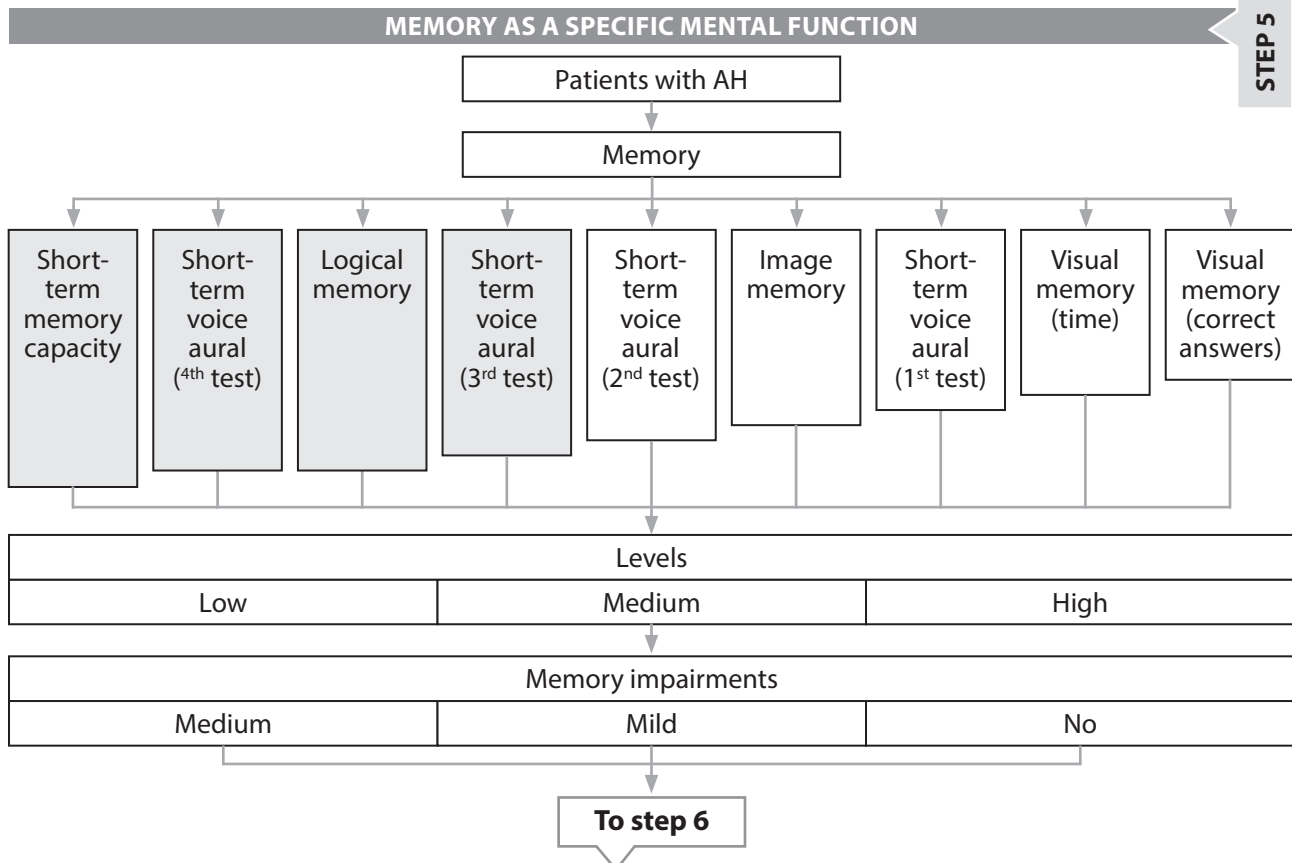 MEMORY AS A SPECIFIC MENTAL FUNCTION
STEP 5
Patients with AH
Memory
Short-
term
memory
capacity
Short-
term
voice
aural
(4th test)
Logical
memory
Short-
term
voice
aural
(3rd test)
Short-
term
voice
aural
(2nd test)
Image
memory
Short-
term
voice
aural
(1st test)
Visual
memory
(time)
Visual
memory
(correct
answers)
Levels
Low
Medium
High
Memory impairments
Medium
Mild
No
To step 6